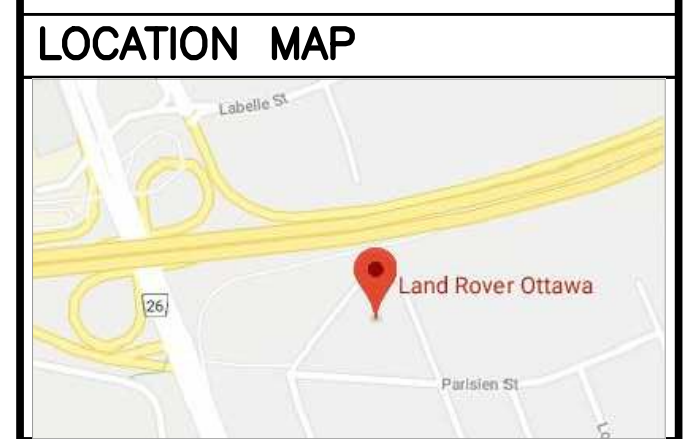 LOCATION MAP
Labelle St
Land Rover Ottawa
26
Parisien St